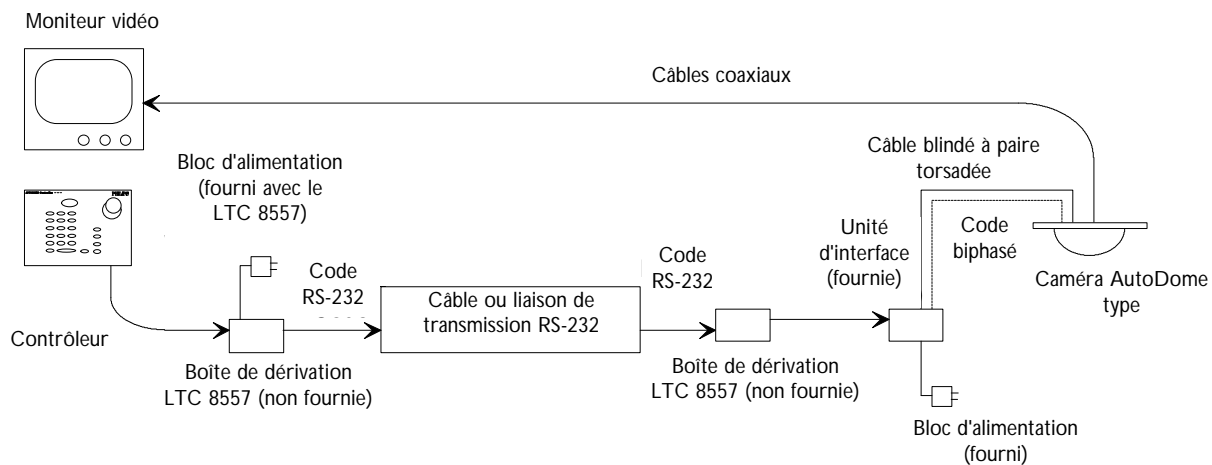 Moniteur vidéo
Câbles coaxiaux
Bloc d'alimentation
(fourni avec le
LTC 8557)
Câble blindé à paire
torsadée
Unité
d'interface
(fournie)
Code
biphasé
Caméra AutoDome
type
Contrôleur
Code
RS-232
Câble ou liaison de
transmission RS-232
Code
RS-232
Boîte de dérivation
LTC 8557 (non fournie)
Boîte de dérivation
LTC 8557 (non fournie)
Bloc d'alimentation
(fourni)